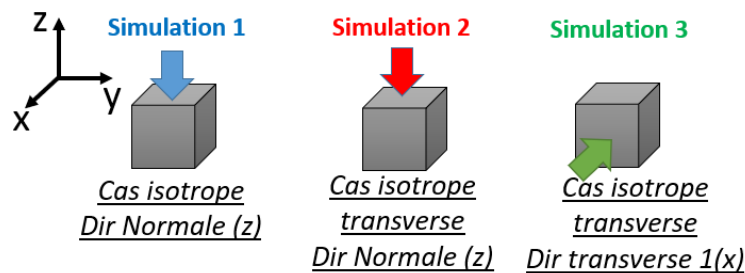 z
y
x
Simulation 1
Cas isotrope
Dir Normale (z)
Simulation 2
Cas isotrope
transverse
Dir Normale (z)
Simulation 3
Cas isotrope
transverse
Dir transverse 1(x)